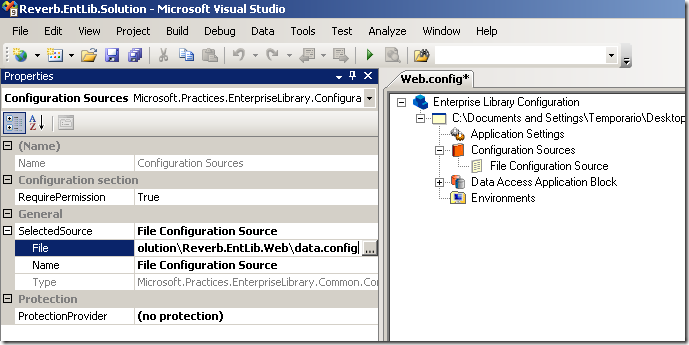 Reverb.EntLib.Solution - Microsoft Visual Studio
File Edit View Project Build Debug Data Tools Test Analyze Window Help
Properties
Configuration Sources Microsoft.Practices.EnterpriseLibrary.Configura
(Name)
Name Configuration Sources
Configuration section
RequirePermission True
General
SelectedSource File Configuration Source
File olution\Reverb.EntLib.Web\data.config ...
Name File Configuration Source
Type Microsoft.Practices.EnterpriseLibrary.Common.Co
Protection
ProtectionProvider (no protection)
Web.config*
Enterprise Library Configuration
C:\Documents and Settings\Temporario\Desktop
Application Settings
Configuration Sources
File Configuration Source
Data Access Application Block
Environments